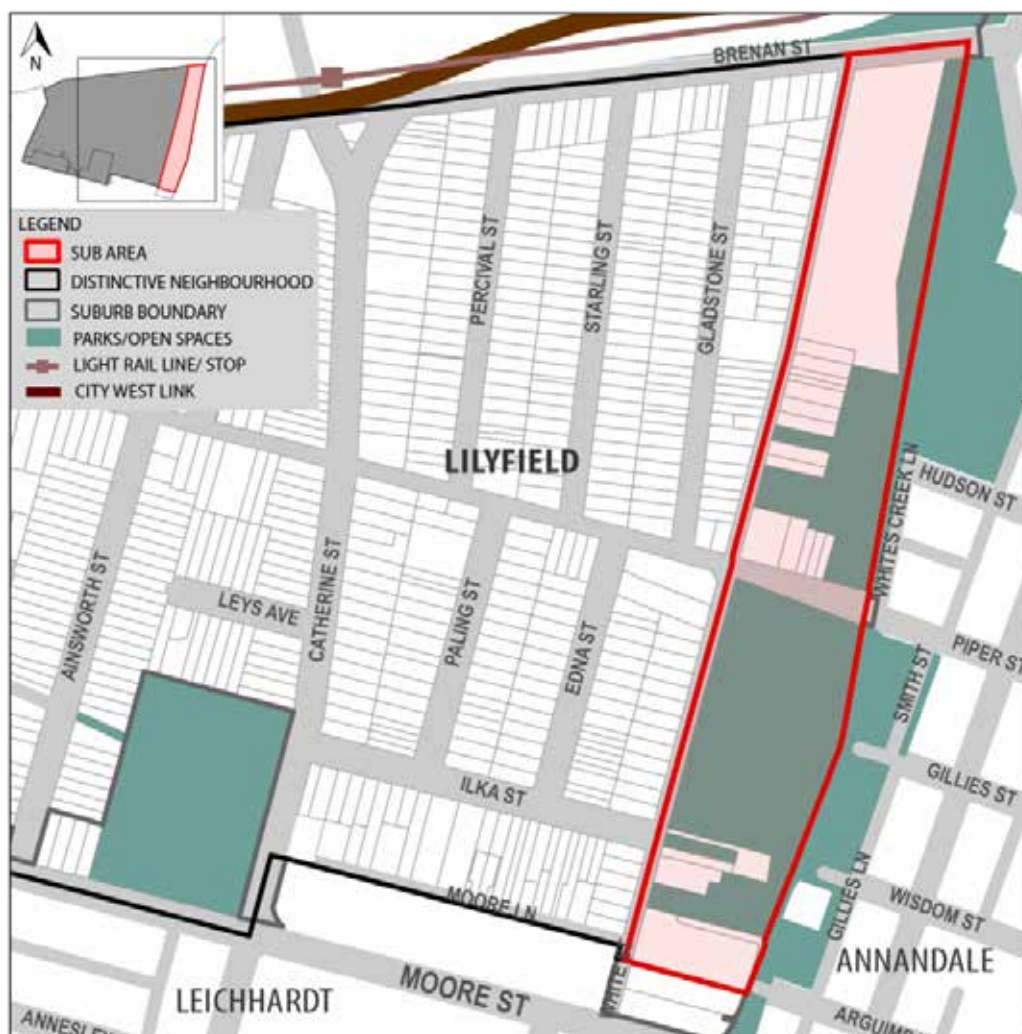 N
LEGEND
SUB AREA
DISTINCTIVE NEIGHBOURHOOD
SUBURB BOUNDARY
PARKS/OPEN SPACES
LIGHT RAIL LINE/ STOP
CITY WEST LINK
BRENAN ST
PERCIVAL ST
STARLING ST
GLADSTONE ST
LILYFIELD
WHITES CREEK LN
HUDSON ST
AINSWORTH ST
LEYS AVE
CATHERINE ST
PALING ST
EDNA ST
PIPER ST
SMITH ST
GILLIES ST
ILKA ST
MOORE LN
GILLIES LN
WISDOM ST
ANNANDALE
WHITE
LEICHHARDT
MOORE ST
ANNESLE
ARGUIM